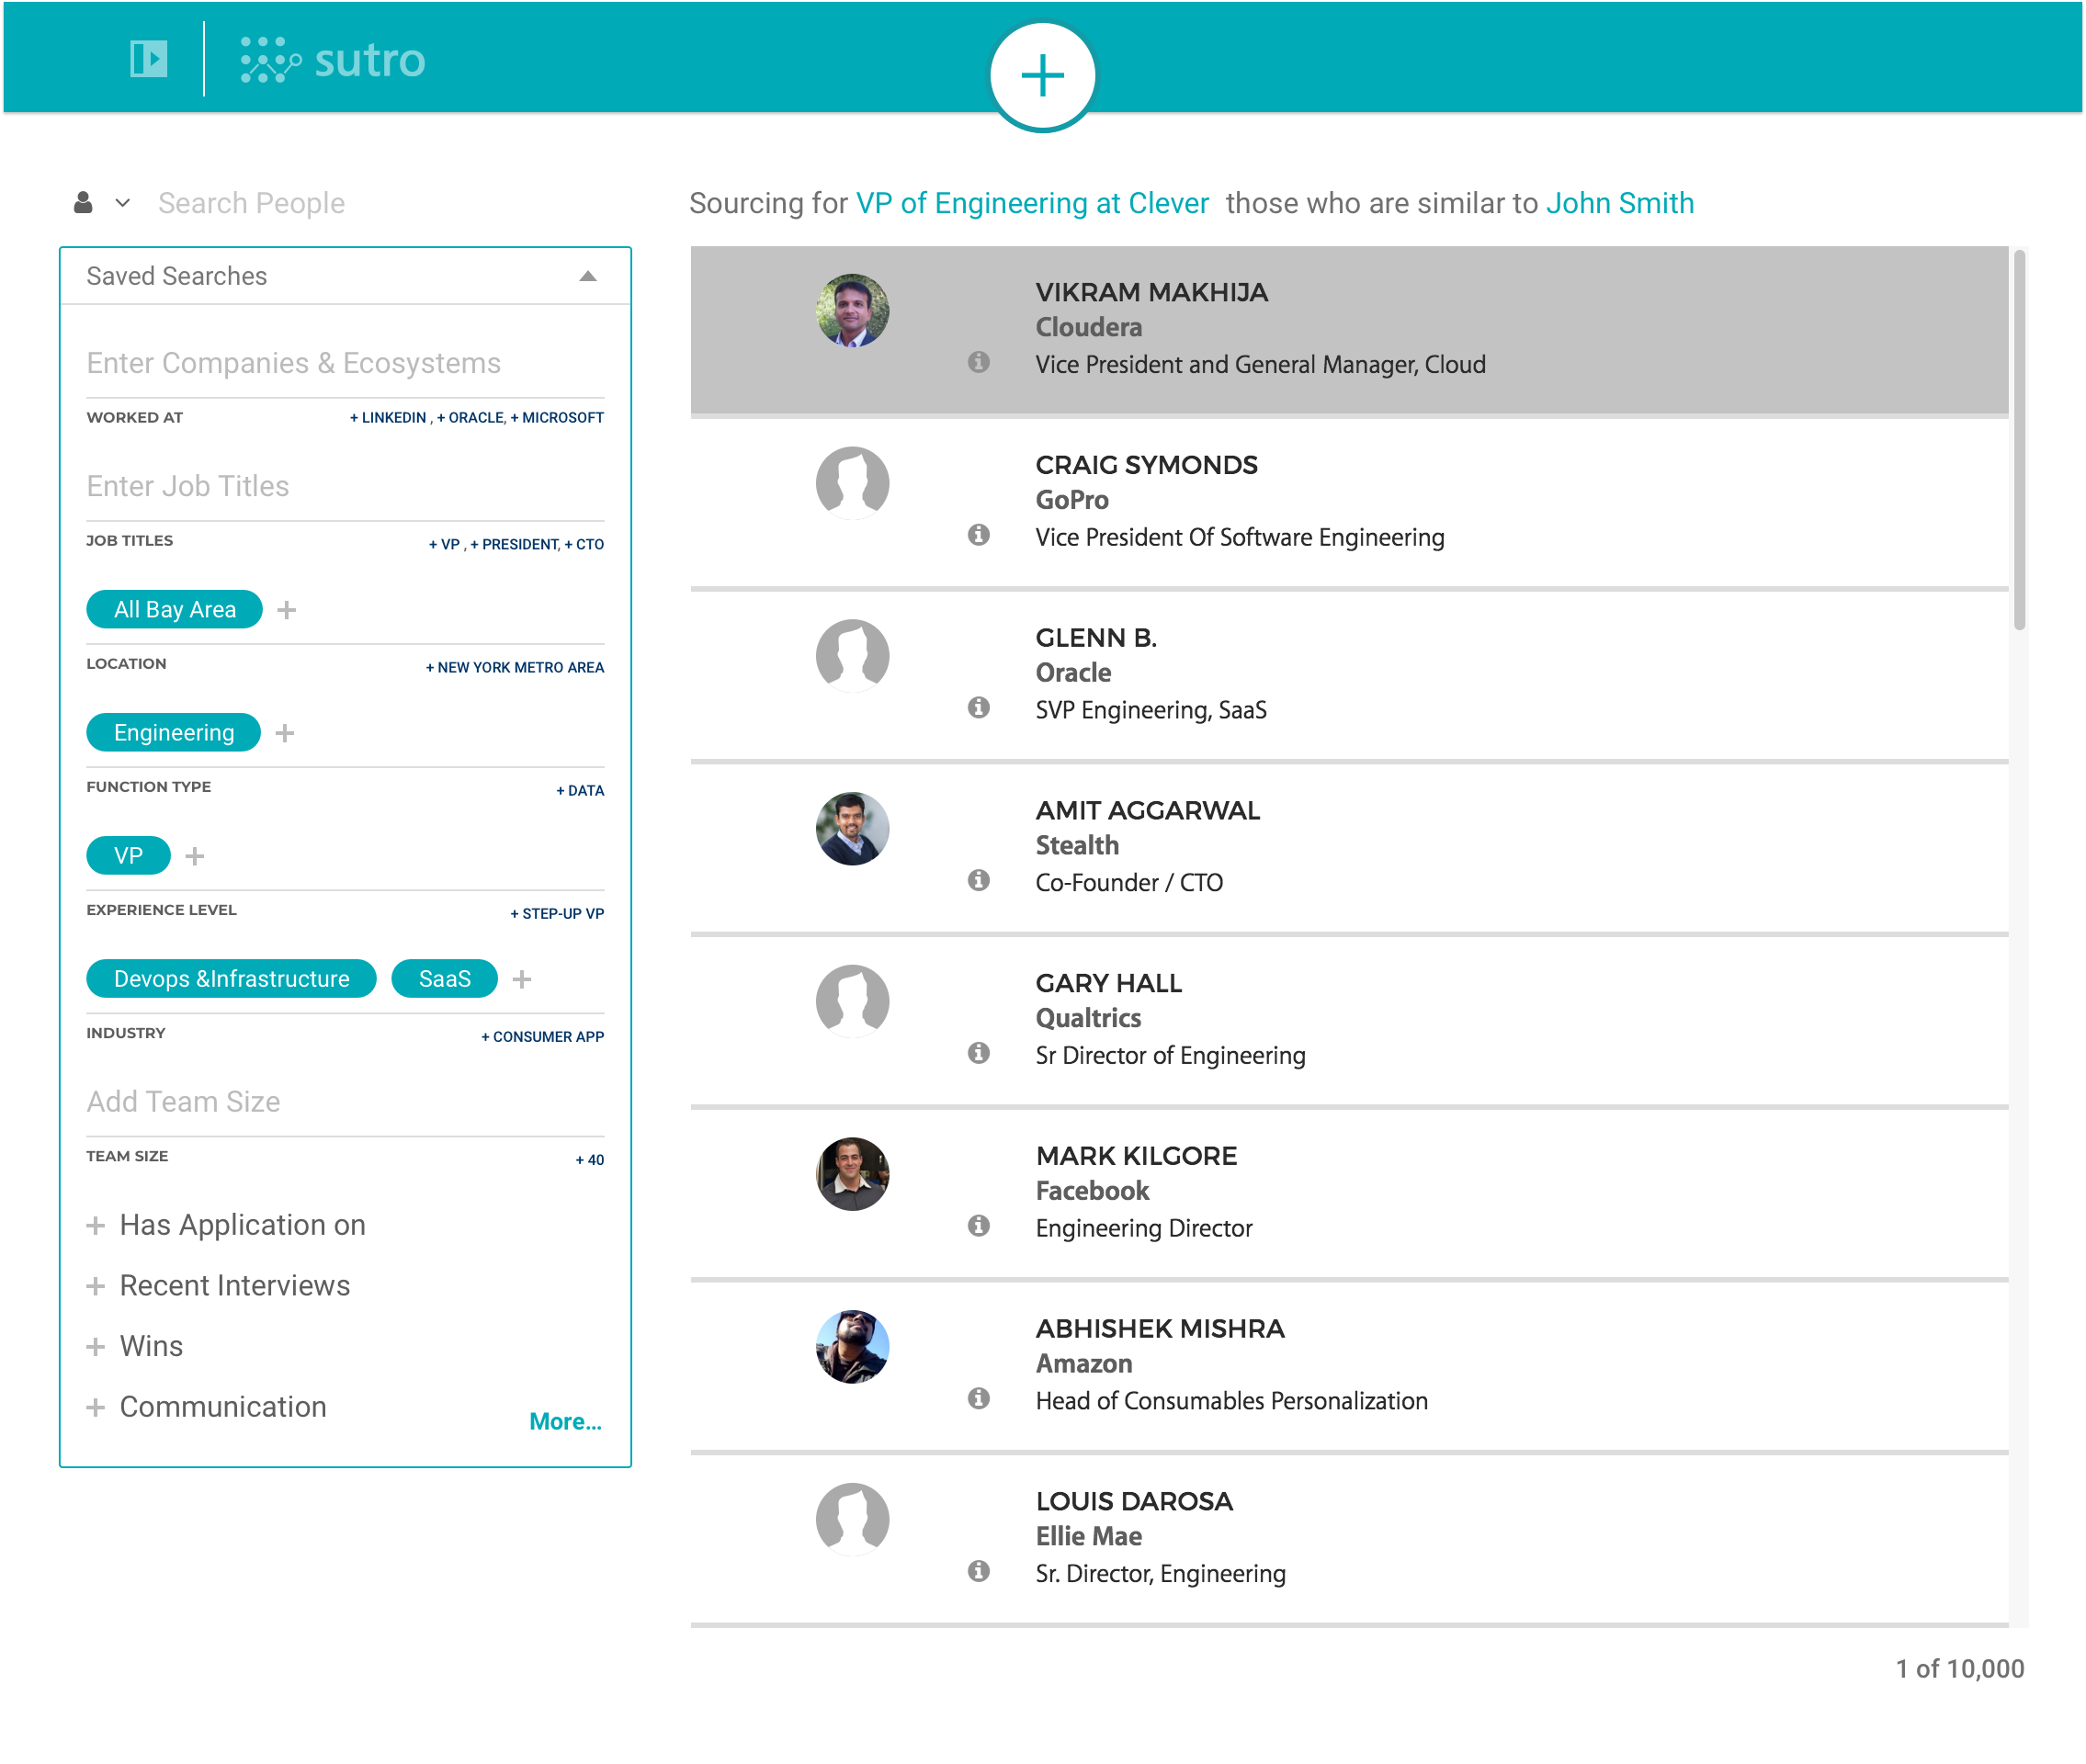 sutro
Search People
Sourcing for VP of Engineering at Clever those who are similar to John Smith
Saved Searches
Enter Companies & Ecosystems
WORKED AT + LINKEDIN , + ORACLE, + MICROSOFT
Enter Job Titles
JOB TITLES + VP , + PRESIDENT, + CTO
All Bay Area +
LOCATION + NEW YORK METRO AREA
Engineering +
FUNCTION TYPE + DATA
VP +
EXPERIENCE LEVEL + STEP-UP VP
Devops &Infrastructure SaaS +
INDUSTRY + CONSUMER APP
Add Team Size
TEAM SIZE + 40
+ Has Application on
+ Recent Interviews
+ Wins
+ Communication
More...
VIKRAM MAKHIJA
Cloudera
Vice President and General Manager, Cloud
CRAIG SYMONDS
GoPro
Vice President Of Software Engineering
GLENN B.
Oracle
SVP Engineering, SaaS
AMIT AGGARWAL
Stealth
Co-Founder / CTO
GARY HALL
Qualtrics
Sr Director of Engineering
MARK KILGORE
Facebook
Engineering Director
ABHISHEK MISHRA
Amazon
Head of Consumables Personalization
LOUIS DAROSA
Ellie Mae
Sr. Director, Engineering
1 of 10,000